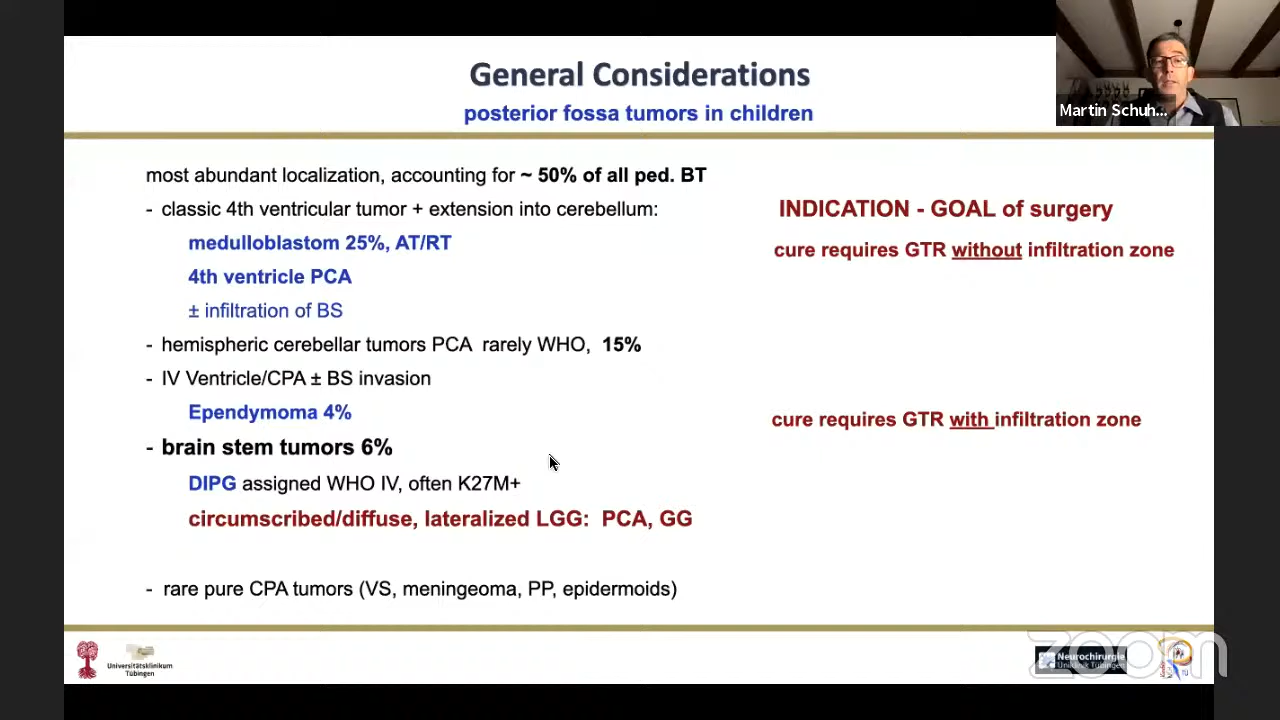 General Considerations
posterior fossa tumors in children
Martin Schuh...
most abundant localization, accounting for ~ 50% of all ped. BT
- classic 4th ventricular tumor + extension into cerebellum:
medulloblastom 25%, AT/RT
4th ventricle PCA
± infiltration of BS
- hemispheric cerebellar tumors PCA rarely WHO, 15%
- IV Ventricle/CPA ± BS invasion
Ependymoma 4%
- brain stem tumors 6%
DIPG assigned WHO IV, often K27M+
circumscribed/diffuse, lateralized LGG: PCA, GG
- rare pure CPA tumors (VS, meningeoma, PP, epidermoids)
INDICATION - GOAL of surgery
cure requires GTR without infiltration zone
cure requires GTR with infiltration zone
Universitätsklinikum
Tübingen
Neurochirurgie
Uniklinik Tübingen
zoom